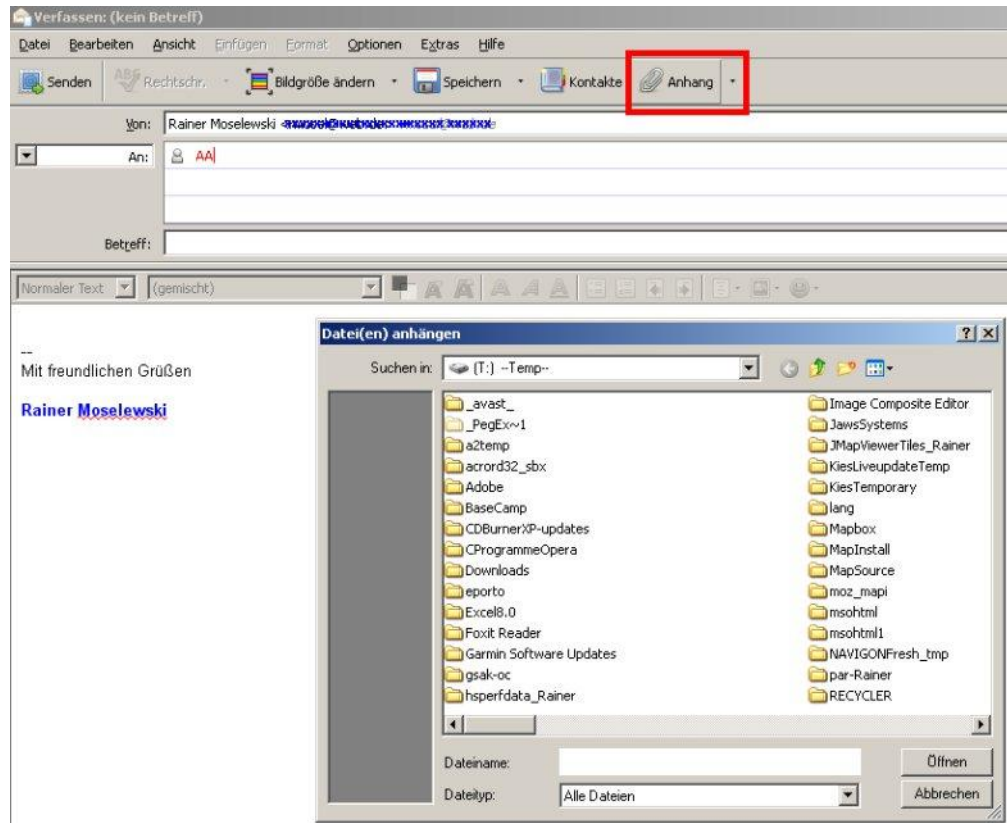 Verfassen: (kein Betreff)
Datei Bearbeiten Ansicht Einfügen Format Optionen Extras Hilfe
Senden ABC Rechtschr. Bildgröße ändern Speichern Kontakte Anhang
Von: Rainer Moselewski
An: AA
Betreff:
Normaler Text (gemischt)
--
Mit freundlichen Grüßen
Rainer Moselewski
Datei(en) anhängen
Suchen in: (T:) --Temp--
_avast_ Image Composite Editor
_PegEx~1 JawsSystems
a2temp JMapViewerTiles_Rainer
acrord32_sbx KiesLiveupdateTemp
Adobe KiesTemporary
BaseCamp lang
CDBurnerXP-updates Mapbox
CProgrammeOpera MapInstall
Downloads MapSource
eporto moz_mapi
Excel8.0 msohtml
Foxit Reader msohtml1
Garmin Software Updates NAVIGONFresh_tmp
gsak-oc par-Rainer
hsperfdata_Rainer RECYCLER
Dateiname: Öffnen
Dateityp: Alle Dateien Abbrechen